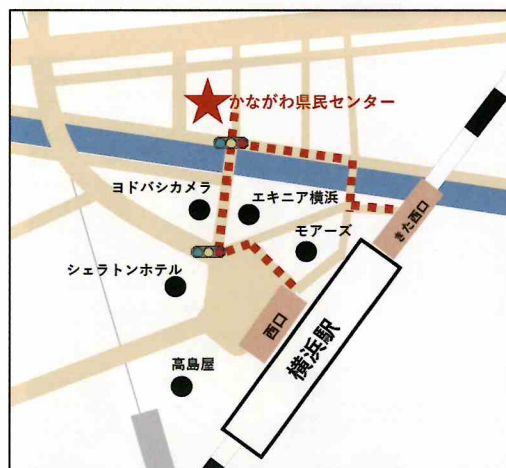 かながわ県民センター
ヨドバシカメラ
エキニア横浜
モアーズ
きた西口
シェラトンホテル
西口
横浜駅
高島屋